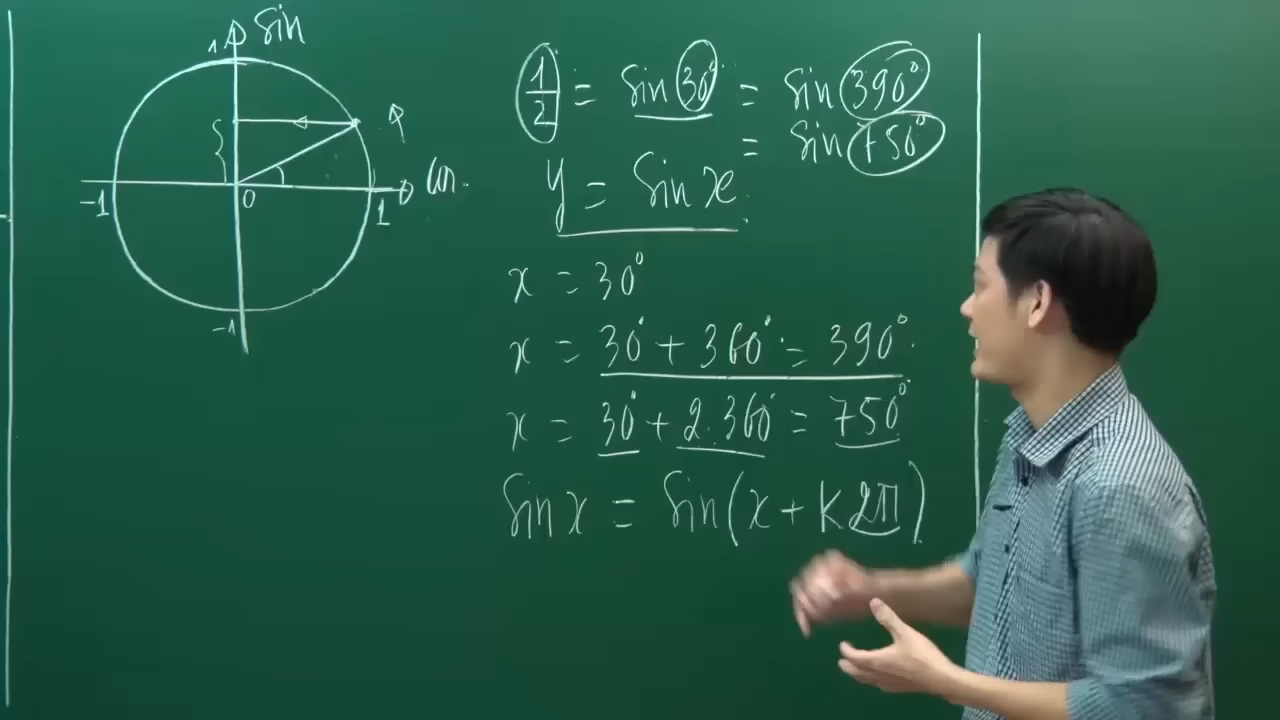 sin
1
-1
0
1
cos
-1
1/2 = sin 30° = sin 390°
= sin 750°
y = sin x
x = 30°
x = 30° + 360° = 390°
x = 30° + 2.360° = 750°
sin x = sin(x + k2π)